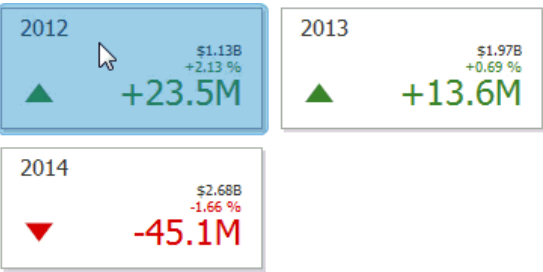 2012
$1.13B
+2.13 %
+23.5M
2013
$1.97B
+0.69 %
+13.6M
2014
$2.68B
-1.66 %
-45.1M